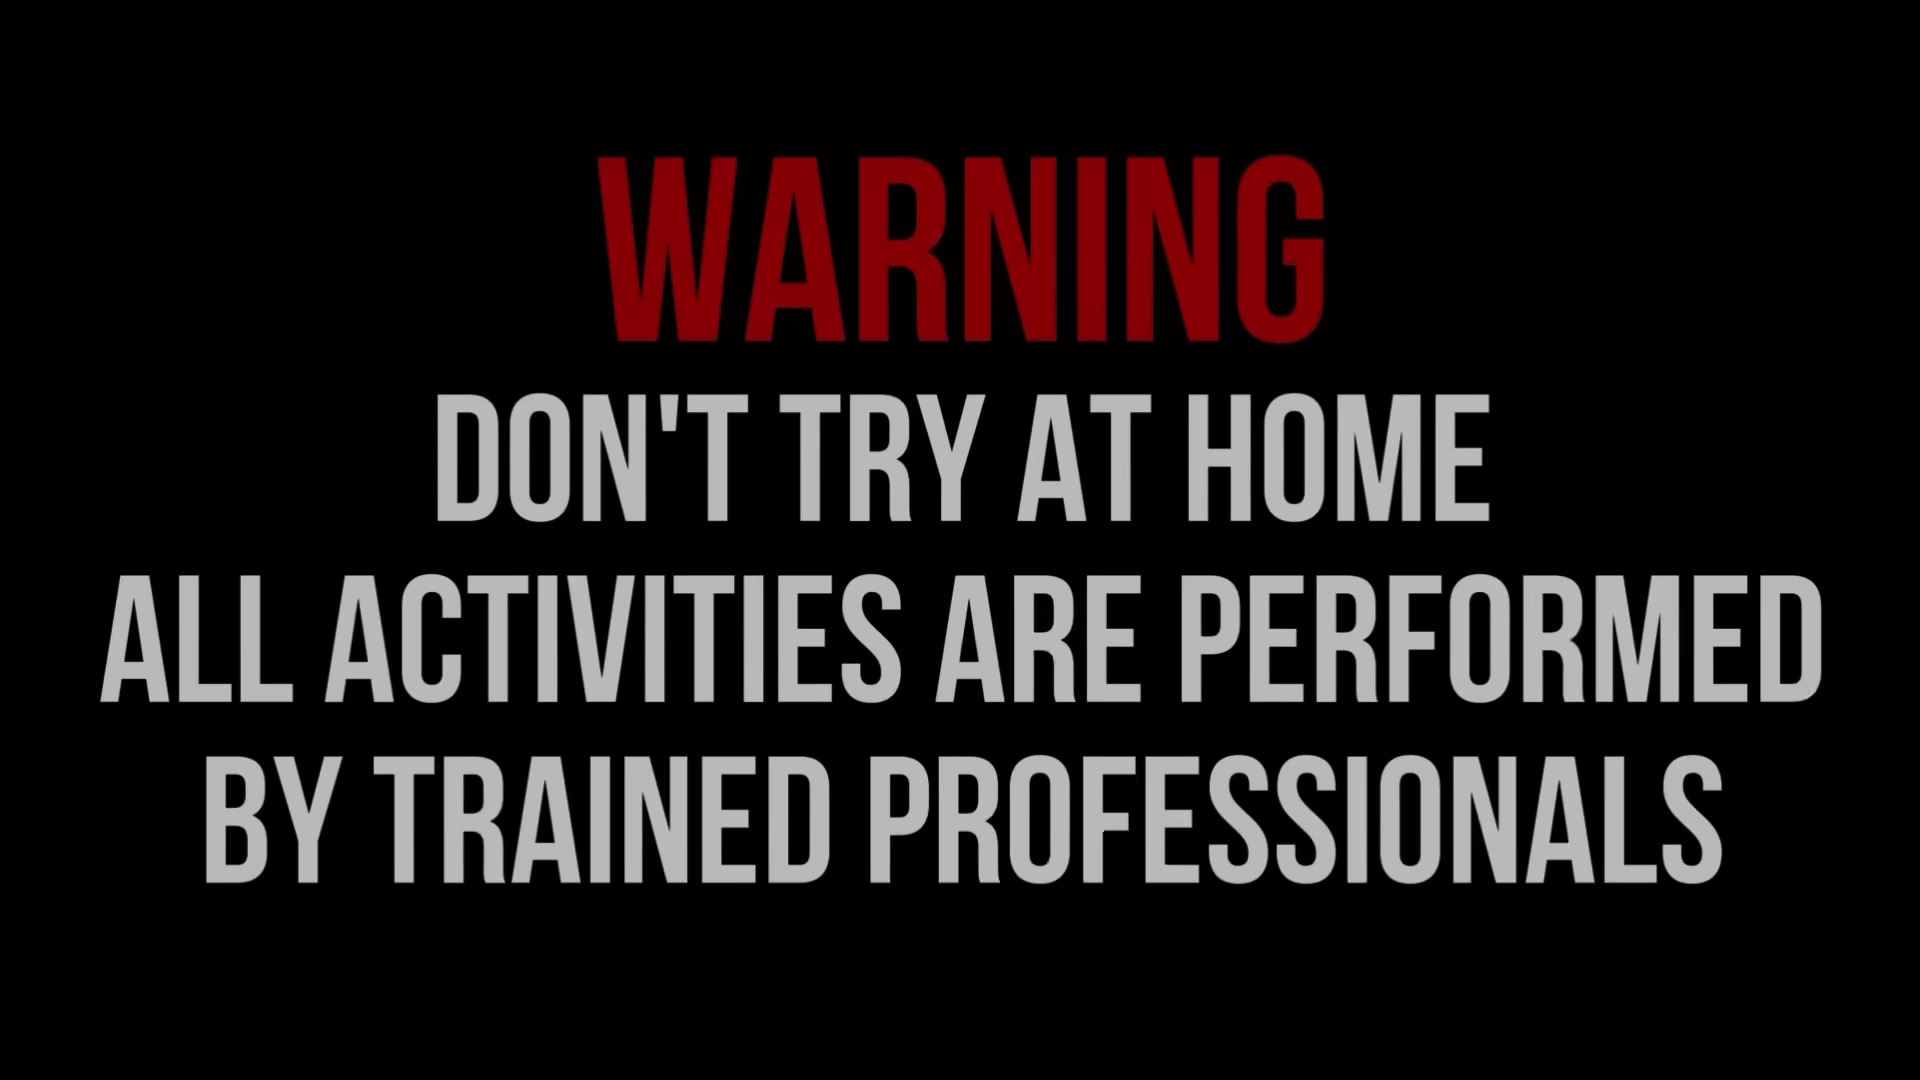 WARNING
DON'T TRY AT HOME
ALL ACTIVITIES ARE PERFORMED
BY TRAINED PROFESSIONALS